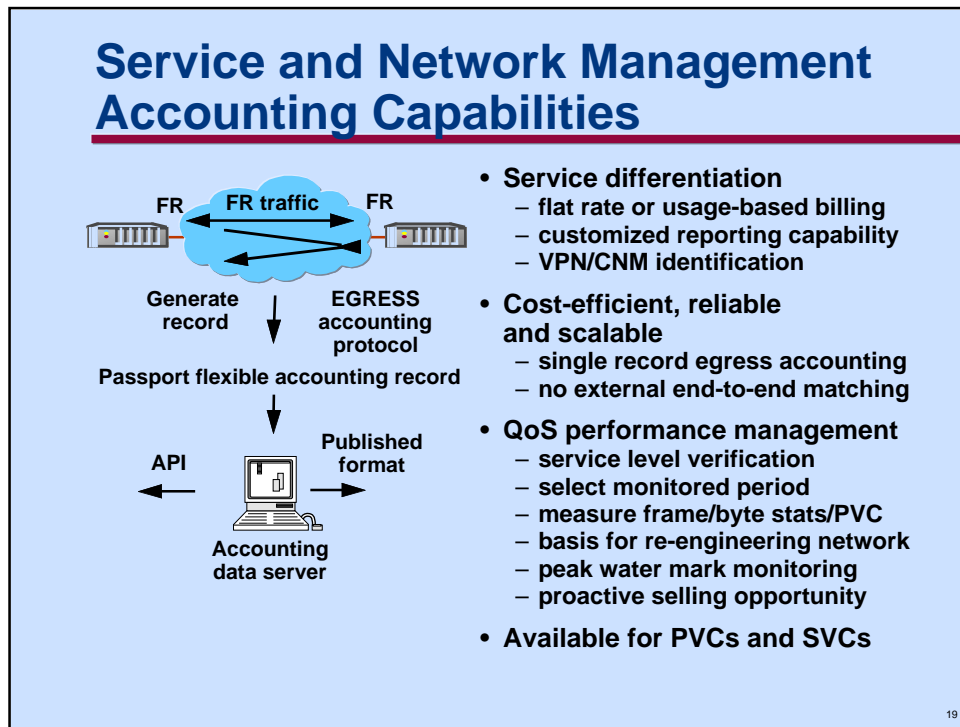 Service and Network Management
Accounting Capabilities
FR
FR traffic
FR
Generate
record
EGRESS
accounting
protocol
Passport flexible accounting record
API
Published
format
Accounting
data server
• Service differentiation
– flat rate or usage-based billing
– customized reporting capability
– VPN/CNM identification
• Cost-efficient, reliable
and scalable
– single record egress accounting
– no external end-to-end matching
• QoS performance management
– service level verification
– select monitored period
– measure frame/byte stats/PVC
– basis for re-engineering network
– peak water mark monitoring
– proactive selling opportunity
• Available for PVCs and SVCs
19